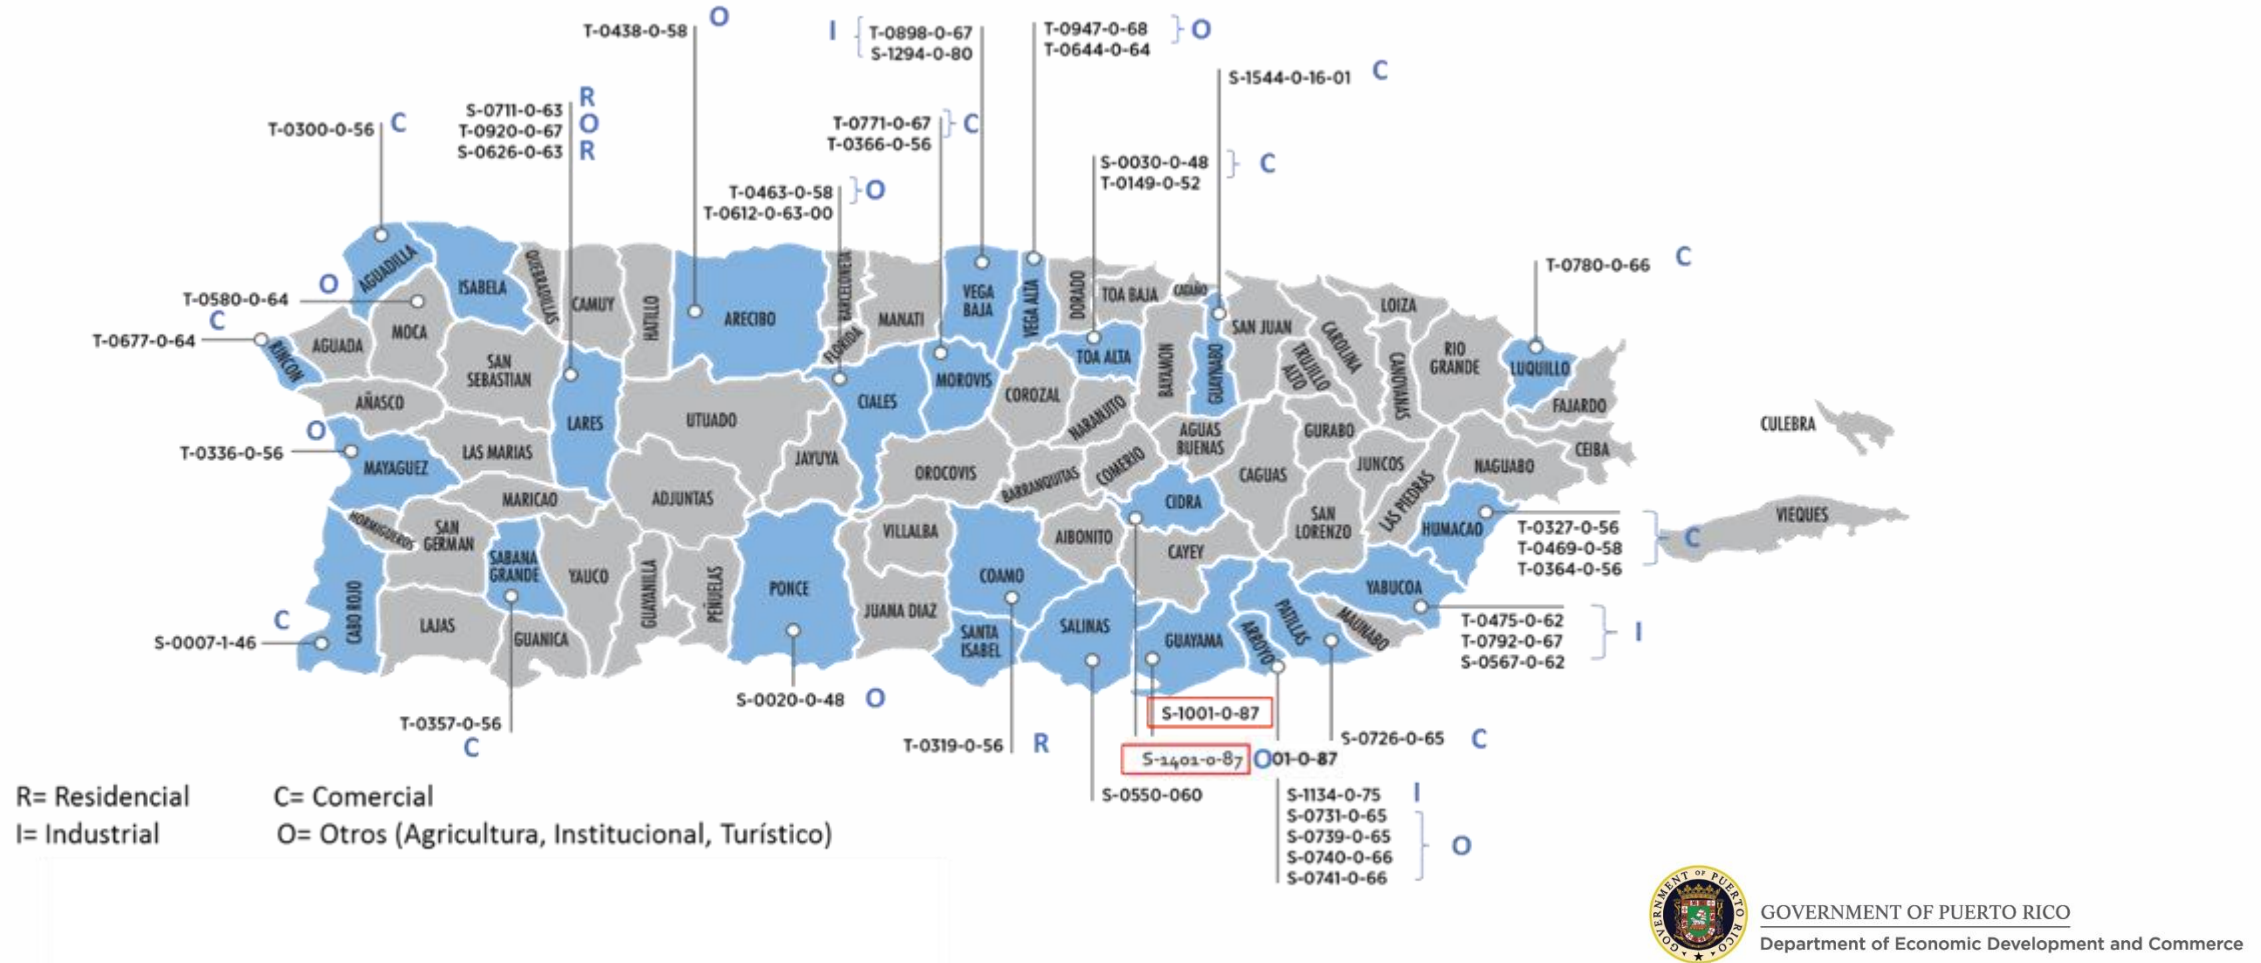 T-0438-0-58 O
I T-0898-0-67
S-1294-0-80
T-0947-0-68 O
T-0644-0-64
S-1544-0-16-01 C
T-0300-0-56 C
S-0711-0-63 R
T-0920-0-67 O
S-0626-0-63 R
T-0771-0-67 C
T-0366-0-56
S-0030-0-48 C
T-0149-0-52
T-0463-0-58 O
T-0612-0-63-00
T-0780-0-66 C
O
T-0580-0-64
C
T-0677-0-64
O
T-0336-0-56
AGUADILLA
ISABELA
QUEBRADILLAS
CAMUY
HATILLO
ARECIBO
BARCELONETA
FLORIDA
MANATI
VEGA
BAJA
VEGA ALTA
DORADO
TOA BAJA
CATAÑO
SAN JUAN
CAROLINA
LOIZA
MOCA
AGUADA
RINCON
SAN
SEBASTIAN
LARES
UTUADO
CIALES
MOROVIS
COROZAL
TOA ALTA
NARANJITO
BAYAMON
GUAYNABO
TRUJILLO
ALTO
CANOVANAS
RIO
GRANDE
LUQUILLO
FAJARDO
CULEBRA
AÑASCO
MAYAGUEZ
LAS MARIAS
MARICAO
ADJUNTAS
JAYUYA
OROCOVIS
BARRANQUITAS
COMERIO
AGUAS
BUENAS
CIDRA
CAGUAS
GURABO
JUNCOS
LAS PIEDRAS
NAGUABO
CEIBA
VIEQUES
HORMIGUEROS
SAN
GERMAN
SABANA
GRANDE
YAUCO
GUAYANILLA
PEÑUELAS
PONCE
VILLALBA
JUANA DIAZ
COAMO
AIBONITO
CAYEY
SAN
LORENZO
HUMACAO
YABUCOA
CABO ROJO
LAJAS
GUANICA
SANTA
ISABEL
SALINAS
GUAYAMA
ARROYO
PATILLAS
MAUNABO
T-0327-0-56
T-0469-0-58 C
T-0364-0-56
T-0475-0-62
T-0792-0-67 I
S-0567-0-62
C
S-0007-1-46
T-0357-0-56
C
S-0020-0-48 O
T-0319-0-56 R
S-1001-0-87
S-1401-0-87 O 01-0-87
S-0726-0-65 C
S-0550-060
S-1134-0-75 I
S-0731-0-65
S-0739-0-65 O
S-0740-0-66
S-0741-0-66
R= Residencial C= Comercial
I= Industrial O= Otros (Agricultura, Institucional, Turístico)
GOVERNMENT OF PUERTO RICO
GOVERNMENT OF PUERTO RICO
Department of Economic Development and Commerce